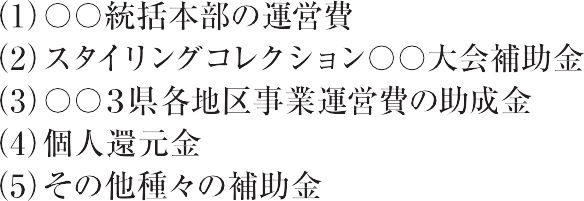 (1)○○統括本部の運営費
(2)スタイリングコレクション○○大会補助金
(3)○○3県各地区事業運営費の助成金
(4)個人還元金
(5)その他種々の補助金